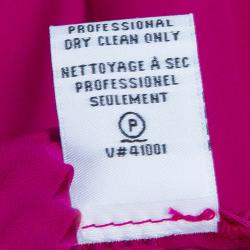 PROFESSIONAL
DRY CLEAN ONLY
NETTOYAGE À SEC
PROFESSIONEL
SEULEMENT
P
V#41001